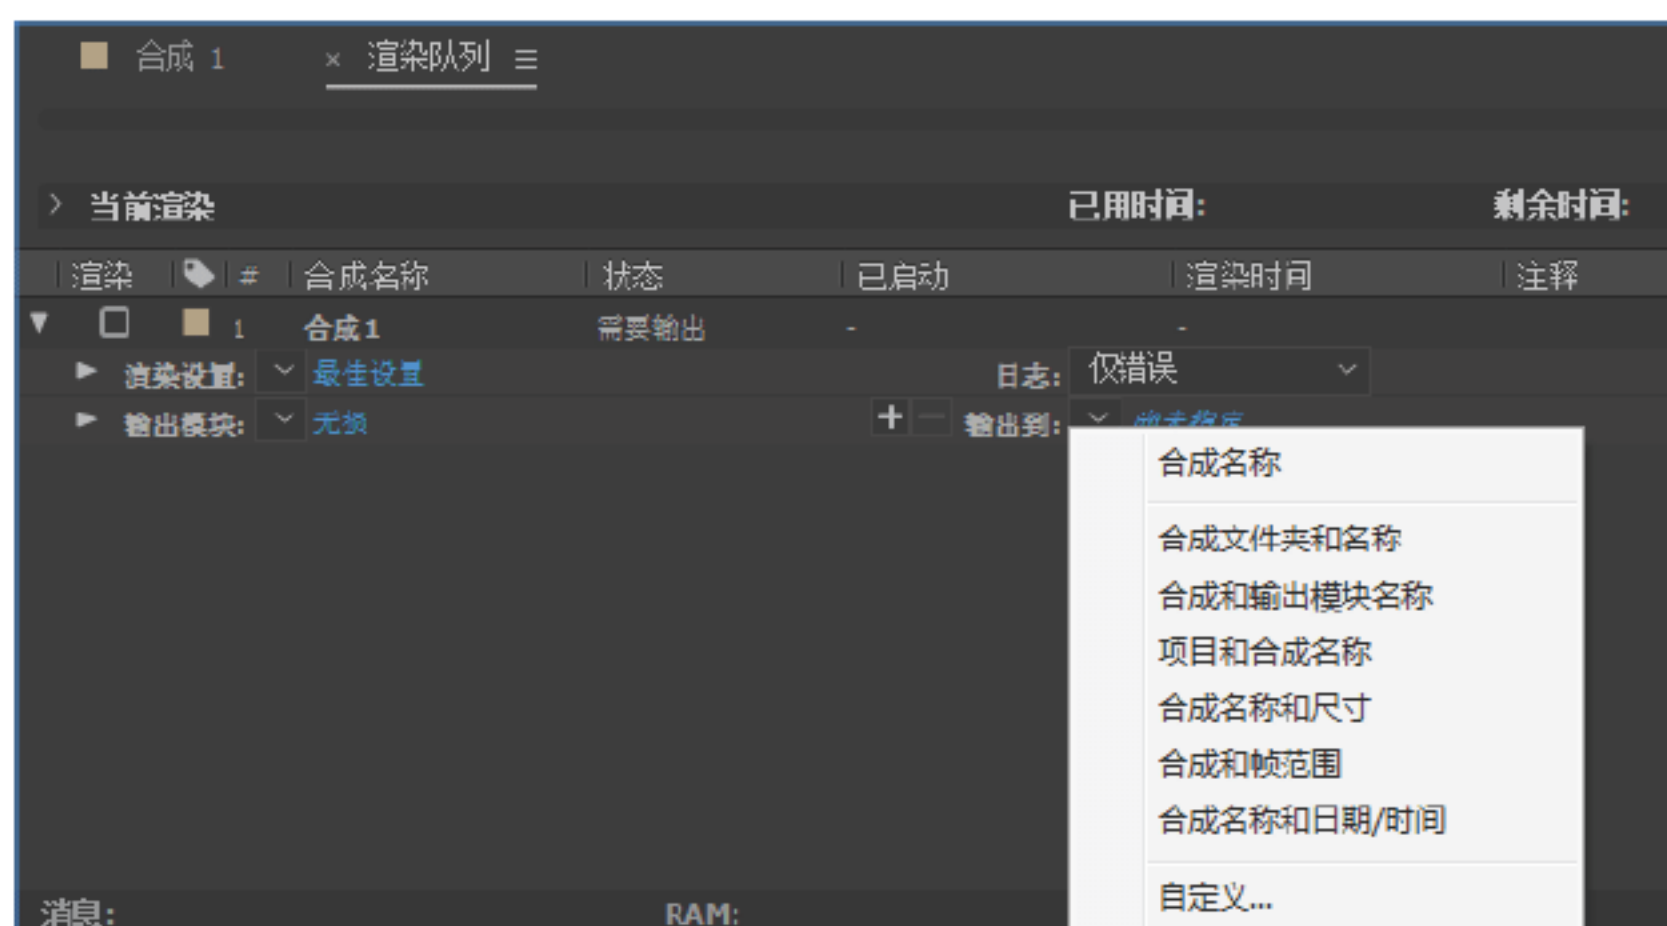 合成 1
× 渲染队列
当前渲染 已用时间: 剩余时间:
渲染 # 合成名称 状态 已启动 渲染时间 注释
1 合成1 需要输出 - -
渲染设置: 最佳设置 日志: 仅错误
输出模块: 无损 + 输出到: 尚未指定
合成名称
合成文件夹和名称
合成和输出模块名称
项目和合成名称
合成名称和尺寸
合成和帧范围
合成名称和日期/时间
自定义...
消息: RAM: